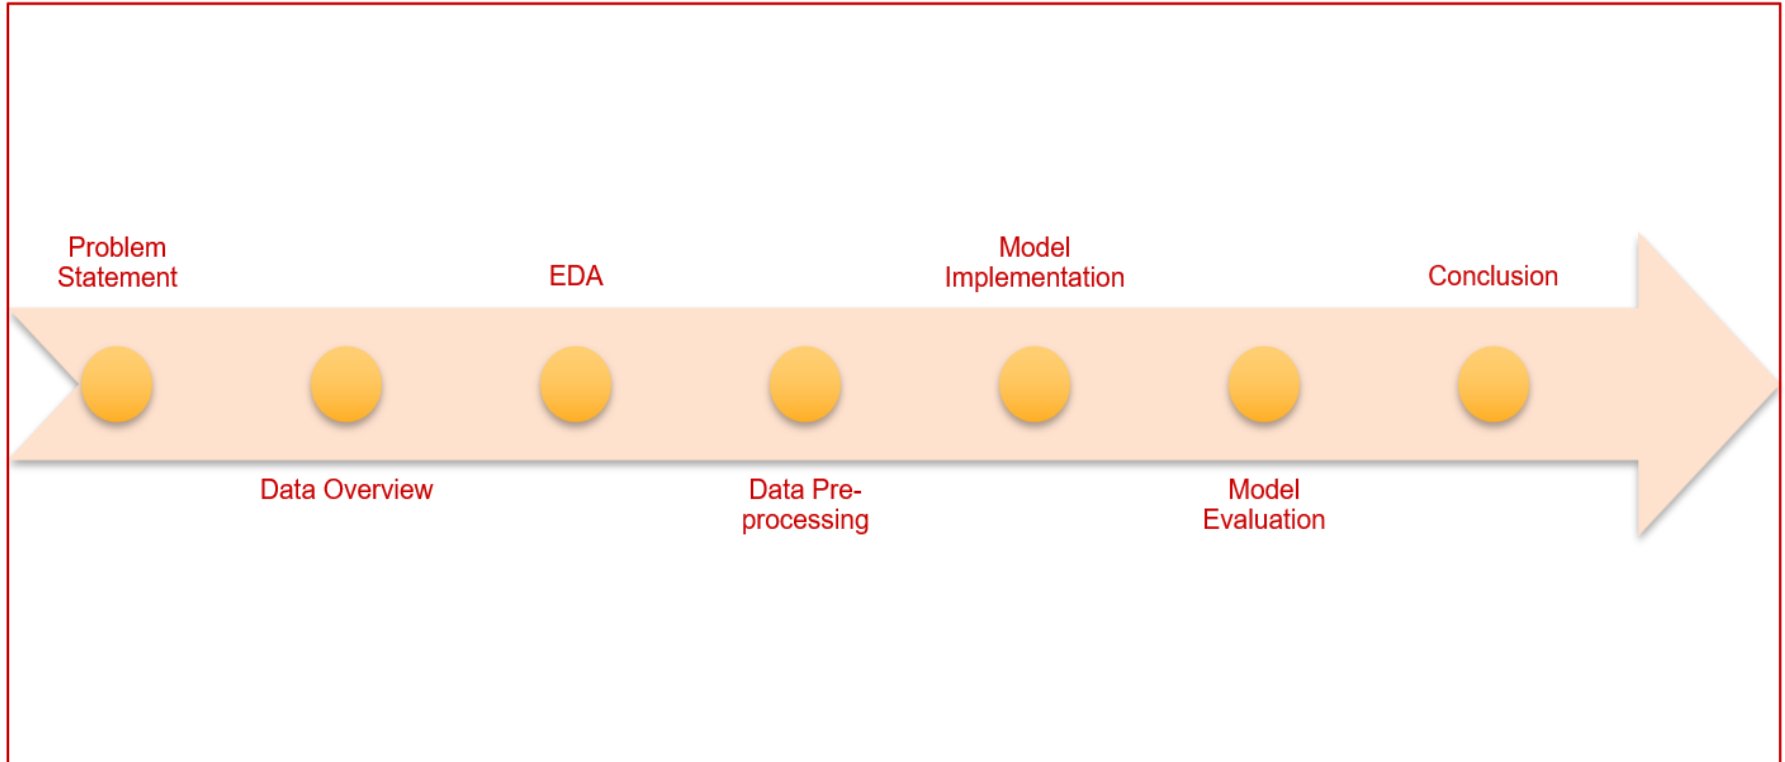 Problem
Statement
Data Overview
EDA
Data Pre-
processing
Model
Implementation
Model
Evaluation
Conclusion